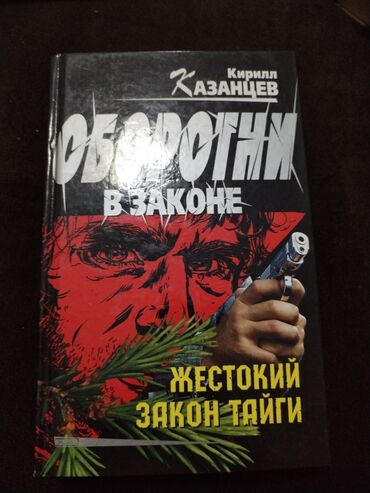 Кирилл
КАЗАНЦЕВ
ОБОРОТНИ
В ЗАКОНЕ
ЖЕСТОКИЙ
ЗАКОН ТАЙГИ